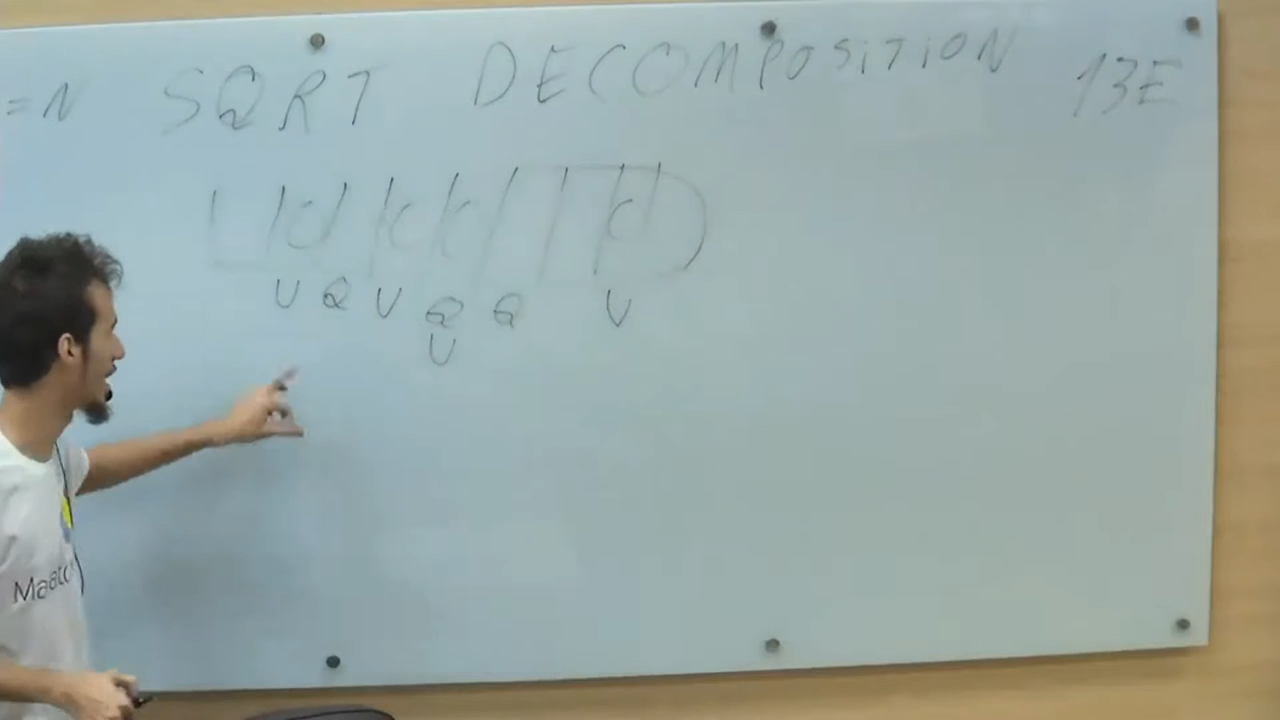 =N SQRT DECOMPOSITION 13E
U Q U Q Q U
U